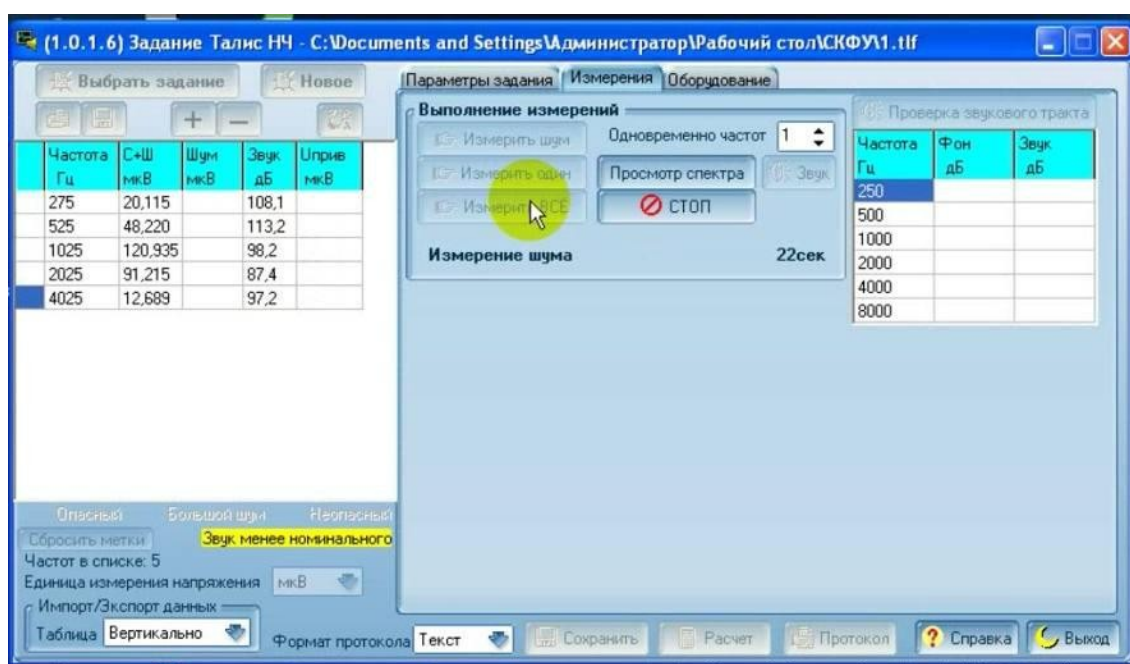 (1.0.1.6) Задание Талис НЧ - C:\Documents and Settings\Администратор\Рабочий стол\СКФУ\1.tlf
Выбрать задание Новое
+ −
Частота Гц С+Ш мкВ Шум мкВ Звук дБ Uприв мкВ
275 20,115 108,1
525 48,220 113,2
1025 120,935 98,2
2025 91,215 87,4
4025 12,689 97,2
Опасный Большой шум Неопасный
Сбросить метки Звук менее номинального
Частот в списке: 5
Единица измерения напряжения мкВ
Импорт/Экспорт данных
Таблица Вертикально
Формат протокола Текст
Параметры задания Измерения Оборудование
Выполнение измерений
Измерить шум Одновременно частот 1
Измерить один Просмотр спектра Звук
Измерить ВСЕ СТОП
Измерение шума 22сек
Проверка звукового тракта
Частота Гц Фон дБ Звук дБ
250
500
1000
2000
4000
8000
Сохранить Расчет Протокол ? Справка Выход